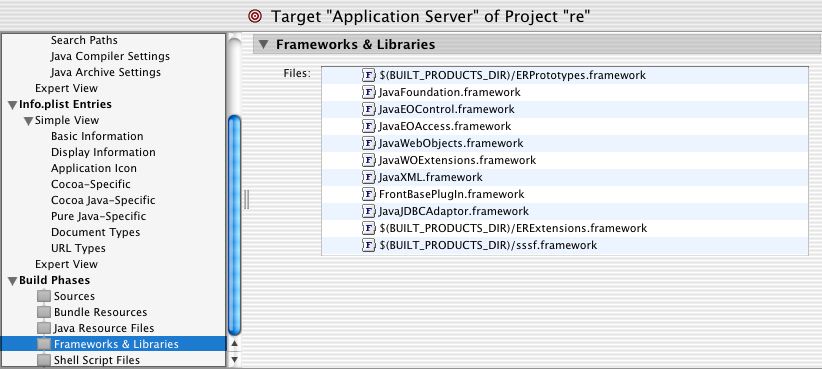 Target "Application Server" of Project "re"
Search Paths
Java Compiler Settings
Java Archive Settings
Expert View
Info.plist Entries
Simple View
Basic Information
Display Information
Application Icon
Cocoa-Specific
Cocoa Java-Specific
Pure Java-Specific
Document Types
URL Types
Expert View
Build Phases
Sources
Bundle Resources
Java Resource Files
Frameworks & Libraries
Shell Script Files
Frameworks & Libraries
Files:
F $(BUILT_PRODUCTS_DIR)/ERPrototypes.framework
F JavaFoundation.framework
F JavaEOControl.framework
F JavaEOAccess.framework
F JavaWebObjects.framework
F JavaWOExtensions.framework
F JavaXML.framework
F FrontBasePlugIn.framework
F JavaJDBCAdaptor.framework
F $(BUILT_PRODUCTS_DIR)/ERExtensions.framework
F $(BUILT_PRODUCTS_DIR)/sssf.framework